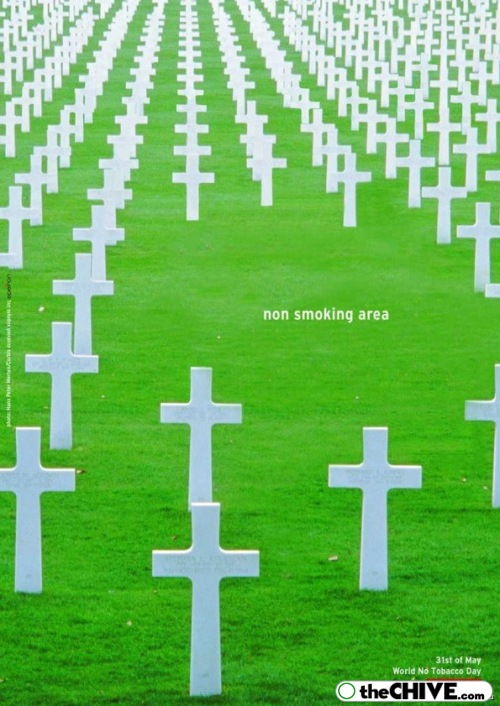 non smoking area
31st of May
World No Tobacco Day
theCHIVE.com